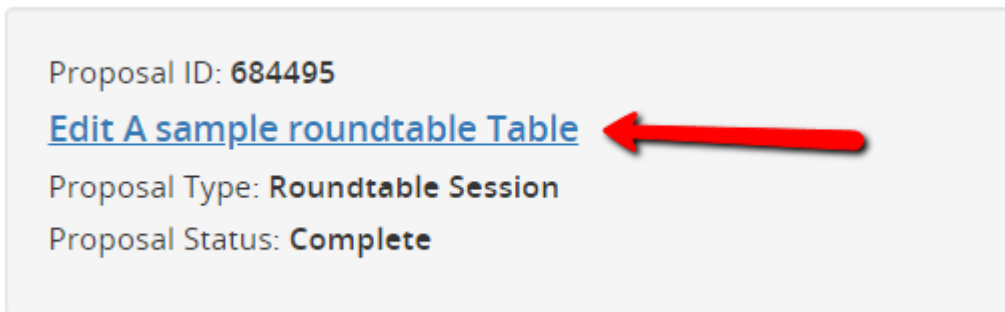 Proposal ID: 684495
Edit A sample roundtable Table
Proposal Type: Roundtable Session
Proposal Status: Complete